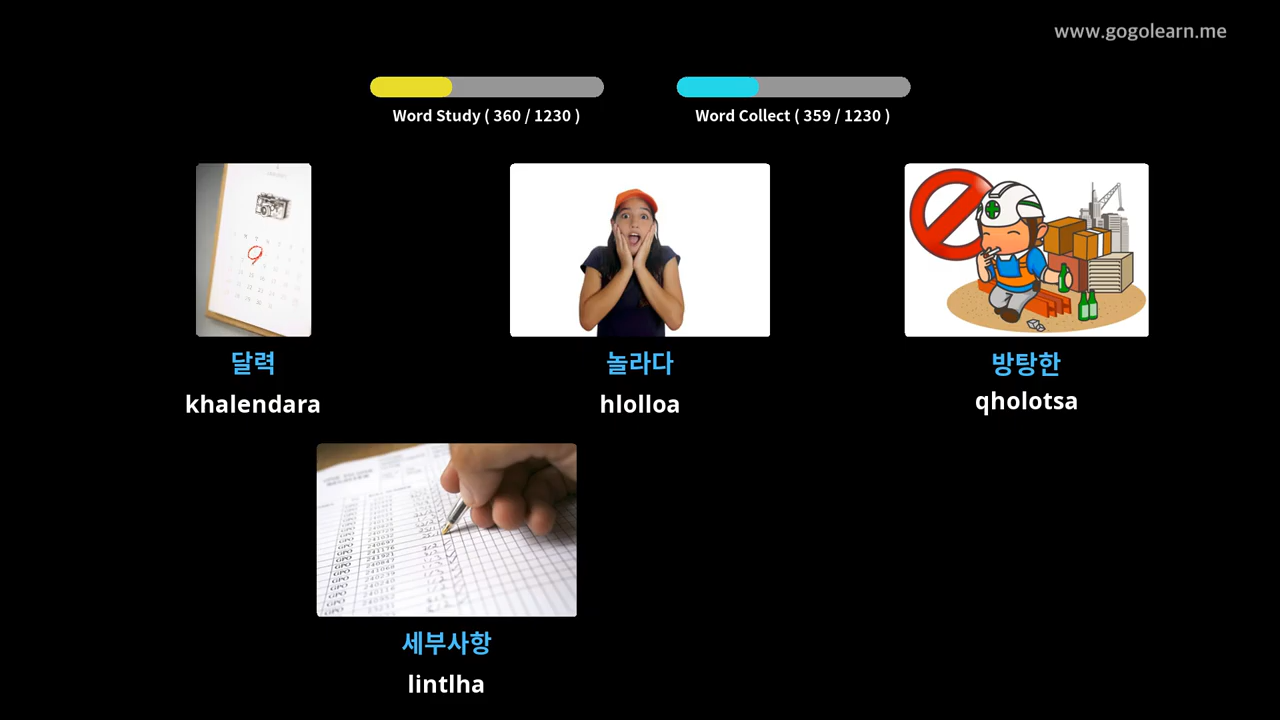 www.gogolearn.me
Word Study ( 360 / 1230 )
Word Collect ( 359 / 1230 )
달력
khalendara
놀라다
hlolloa
방탕한
qholotsa
세부사항
lintlha